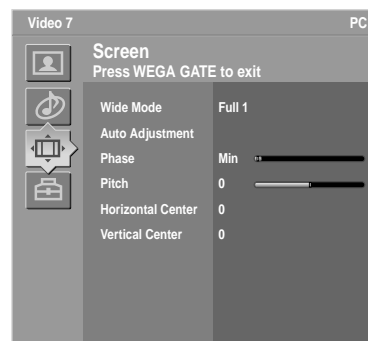 Video 7 PC
Screen
Press WEGA GATE to exit
Wide Mode Full 1
Auto Adjustment
Phase Min
Pitch 0
Horizontal Center 0
Vertical Center 0